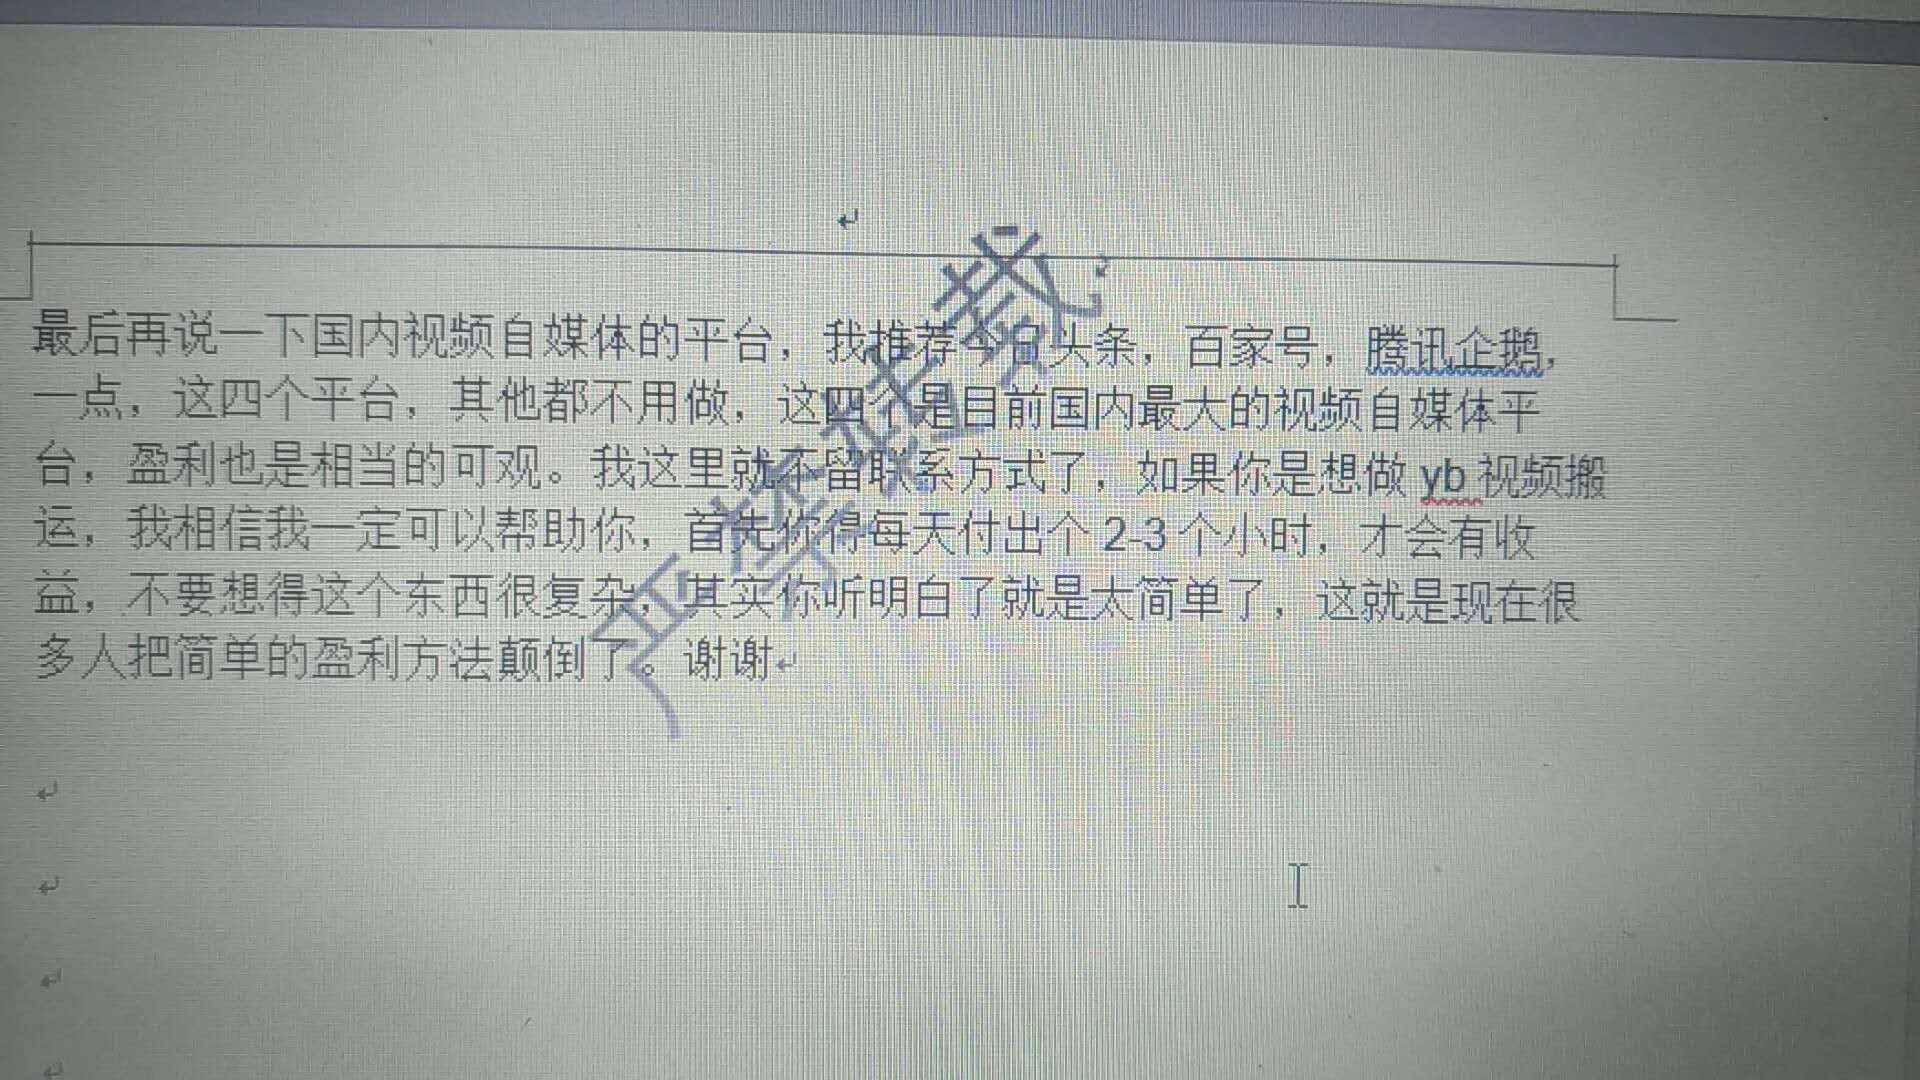 最后再说一下国内视频自媒体的平台，我推荐今日头条，百家号，腾讯企鹅，
一点，这四个平台，其他都不用做，这四个是目前国内最大的视频自媒体平
台，盈利也是相当的可观。我这里就不留联系方式了，如果你是想做 yb 视频搬
运，我相信我一定可以帮助你，首先你得每天付出个 2-3 个小时，才会有收
益，不要想得这个东西很复杂，其实你听明白了就是太简单了，这就是现在很
多人把简单的盈利方法颠倒了。谢谢